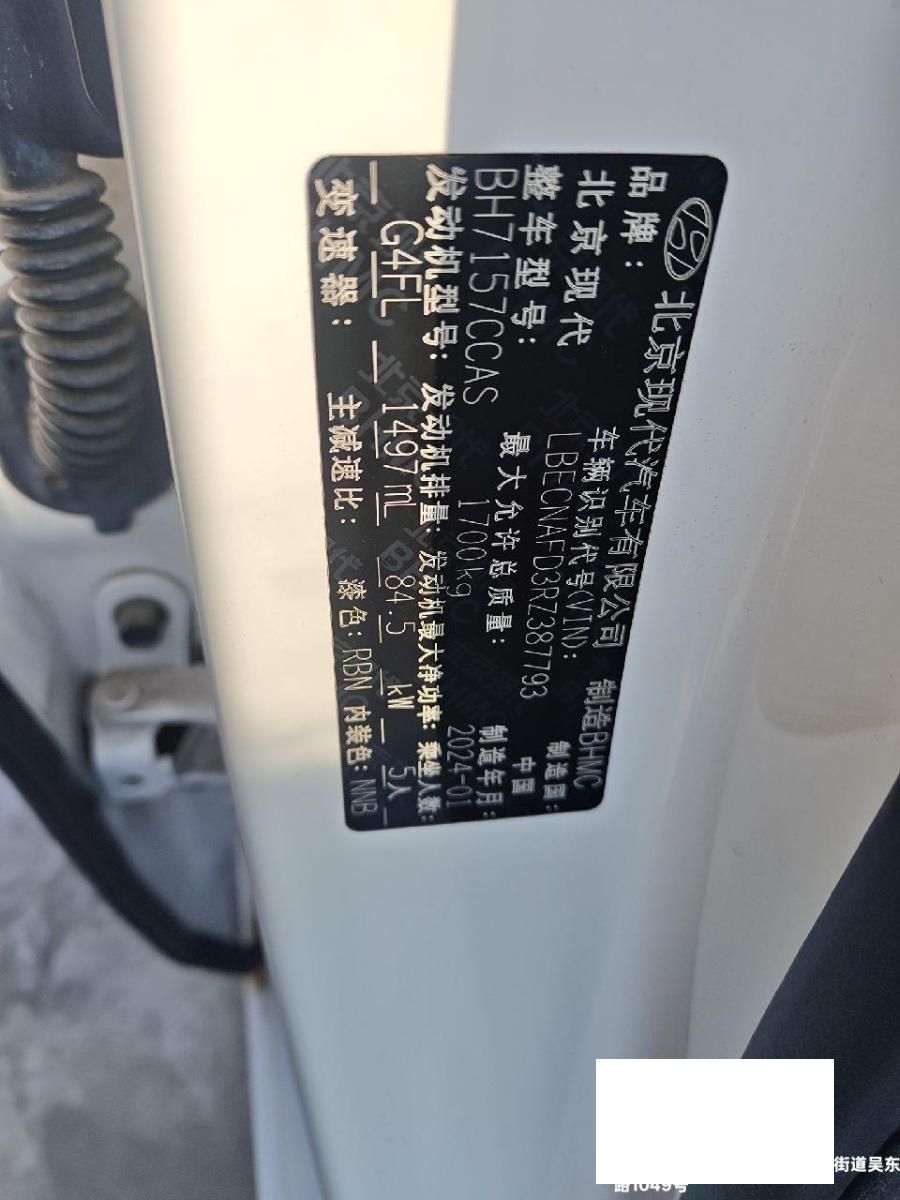 北京现代汽车有限公司 制造BHMC
品牌: 车辆识别代号(VIN): 制造国:
北京现代 LBECNAFD3RZ387793 中国
整车型号: 最大允许总质量: 制造年月:
BH7157CCAS 1700kg 2024-01
发动机型号: 发动机排量: 发动机最大净功率: 乘坐人数:
G4FL 1497mL 84.5 kW 5人
变速器: 主减速比: 漆色: RBN 内装色: NNB
街道吴东
路1049号